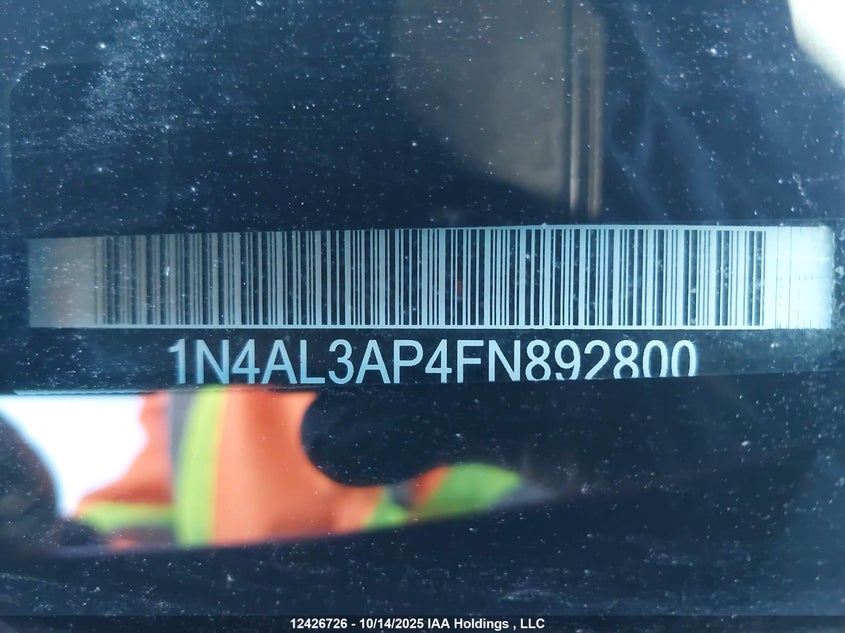 1N4AL3AP4FN892800
12426726 - 10/14/2025 IAA Holdings , LLC